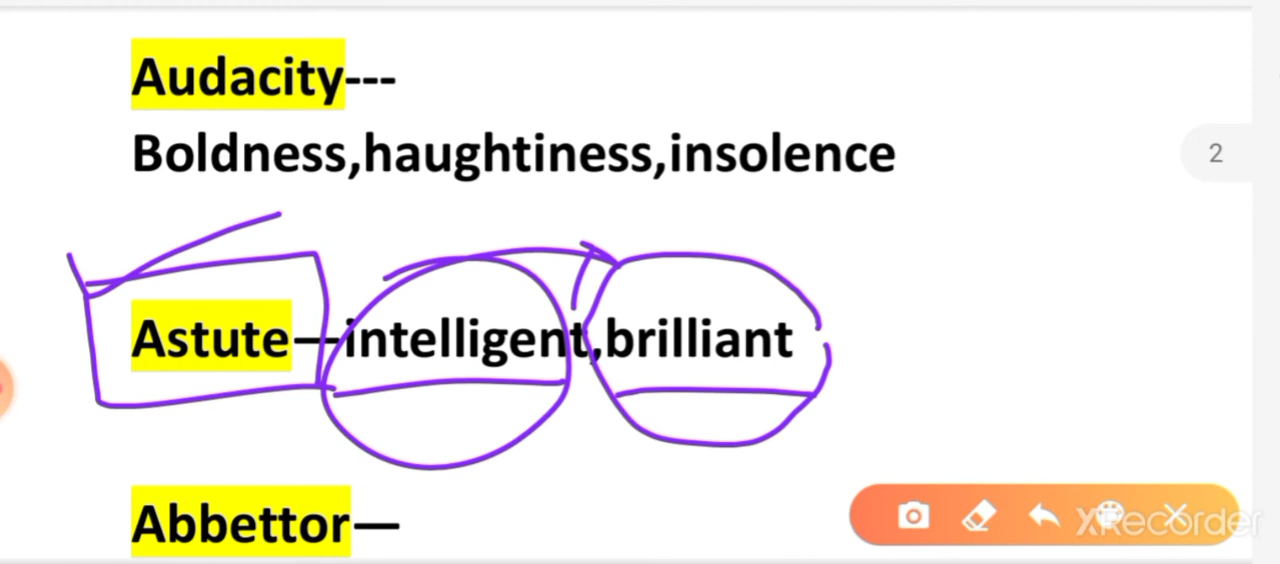 Audacity---
Boldness,haughtiness,insolence
2
Astute—intelligent,brilliant
Abbettor—
XRecorder